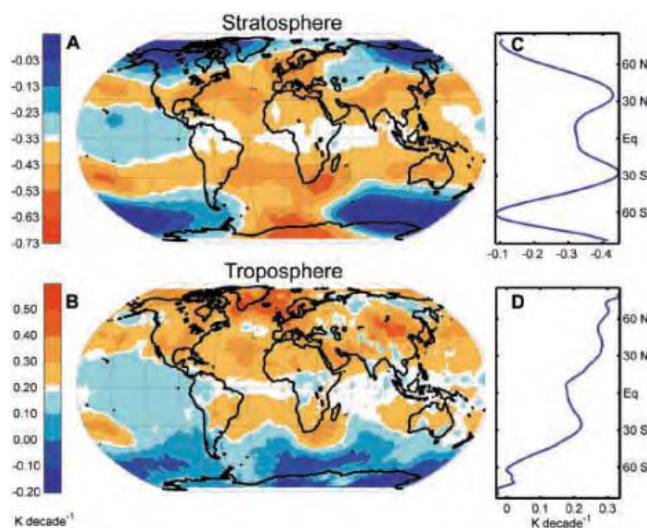 Stratosphere
A
-0.03
-0.13
-0.23
-0.33
-0.43
-0.53
-0.63
-0.73
C
60 N
30 N
Eq
30 S
60 S
-0.1 -0.2 -0.3 -0.4
Troposphere
B
0.50
0.40
0.30
0.20
0.10
0.00
-0.10
-0.20
K decade⁻¹
D
60 N
30 N
Eq
30 S
60 S
0 0.1 0.2 0.3
K decade⁻¹